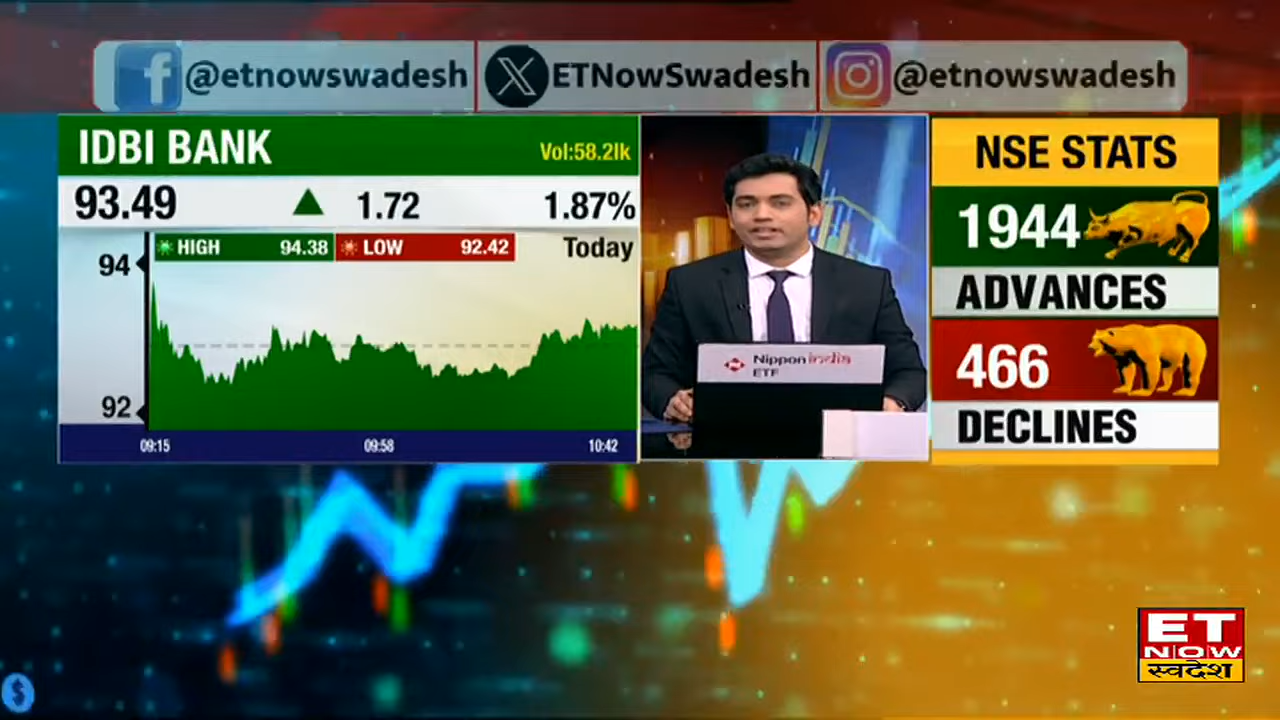 @etnowswadesh
ETNowSwadesh
@etnowswadesh
IDBI BANK
Vol:58.2lk
93.49 ▲ 1.72 1.87%
HIGH 94.38 LOW 92.42 Today
94
92
09:15 09:58 10:42
Nippon india
ETF
NSE STATS
1944
ADVANCES
466
DECLINES
ET
NOW
स्वदेश